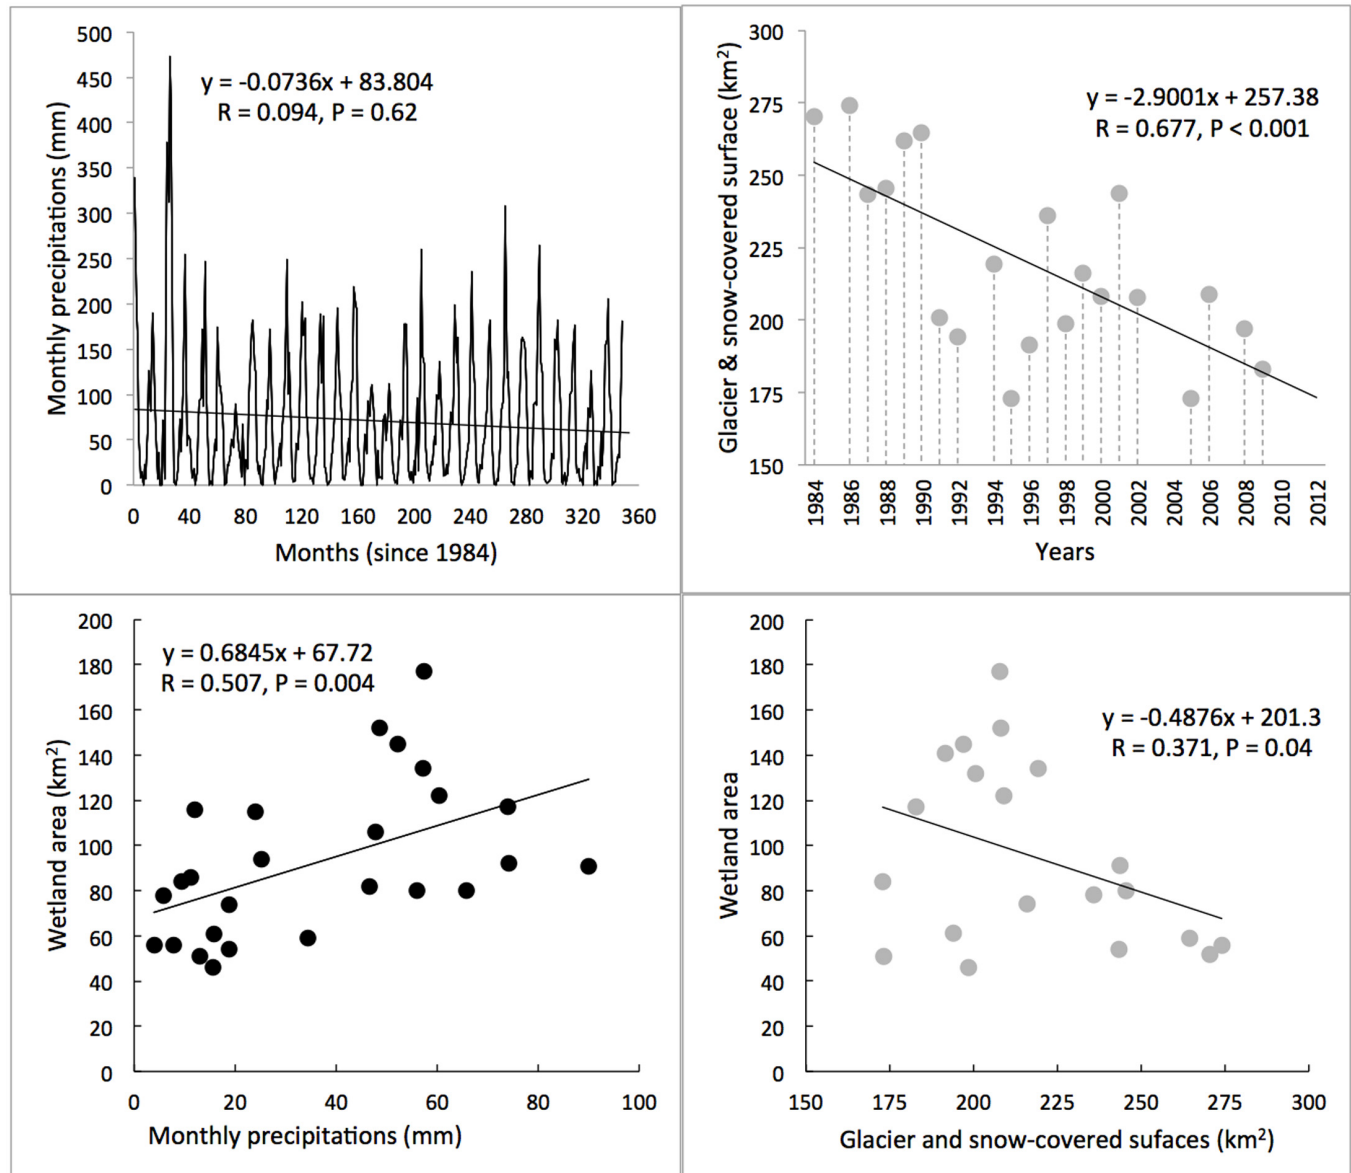 500
450
400
350
300
250
200
150
100
50
0
Monthly precipitations (mm)
y = -0.0736x + 83.804
R = 0.094, P = 0.62
0 40 80 120 160 200 240 280 320 360
Months (since 1984)
300
275
250
225
200
175
150
Glacier & snow-covered surface (km²)
y = -2.9001x + 257.38
R = 0.677, P < 0.001
1984 1986 1988 1990 1992 1994 1996 1998 2000 2002 2004 2006 2008 2010 2012
Years
200
180
160
140
120
100
80
60
40
20
0
Wetland area (km²)
y = 0.6845x + 67.72
R = 0.507, P = 0.004
0 20 40 60 80 100
Monthly precipitations (mm)
200
180
160
140
120
100
80
60
40
20
0
Wetland area
y = -0.4876x + 201.3
R = 0.371, P = 0.04
150 175 200 225 250 275 300
Glacier and snow-covered sufaces (km²)